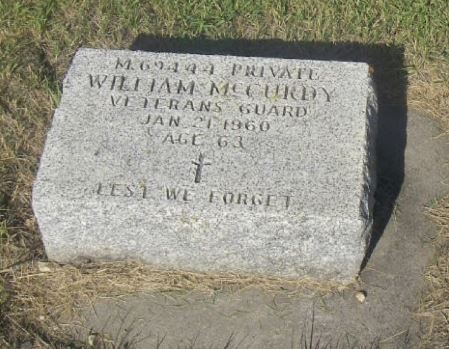 M.69444 PRIVATE
WILLIAM McCURDY
VETERANS GUARD
JAN 21 1960
AGE 63
LEST WE FORGET